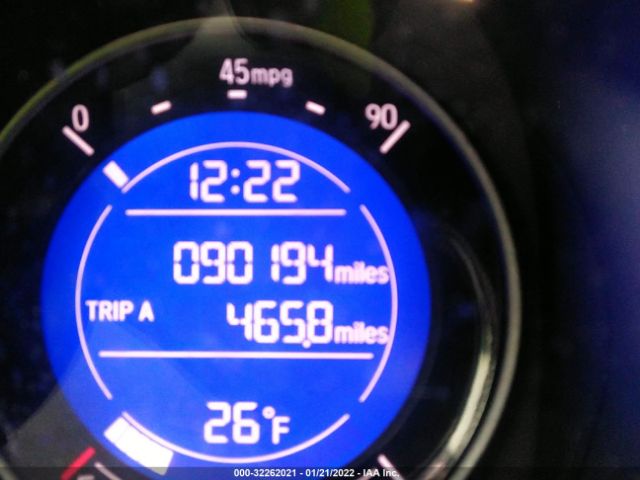 45mpg
0 90
12:22
090194miles
TRIP A 465.8miles
26°F
000-32262021 - 01/21/2022 - IAA Inc.